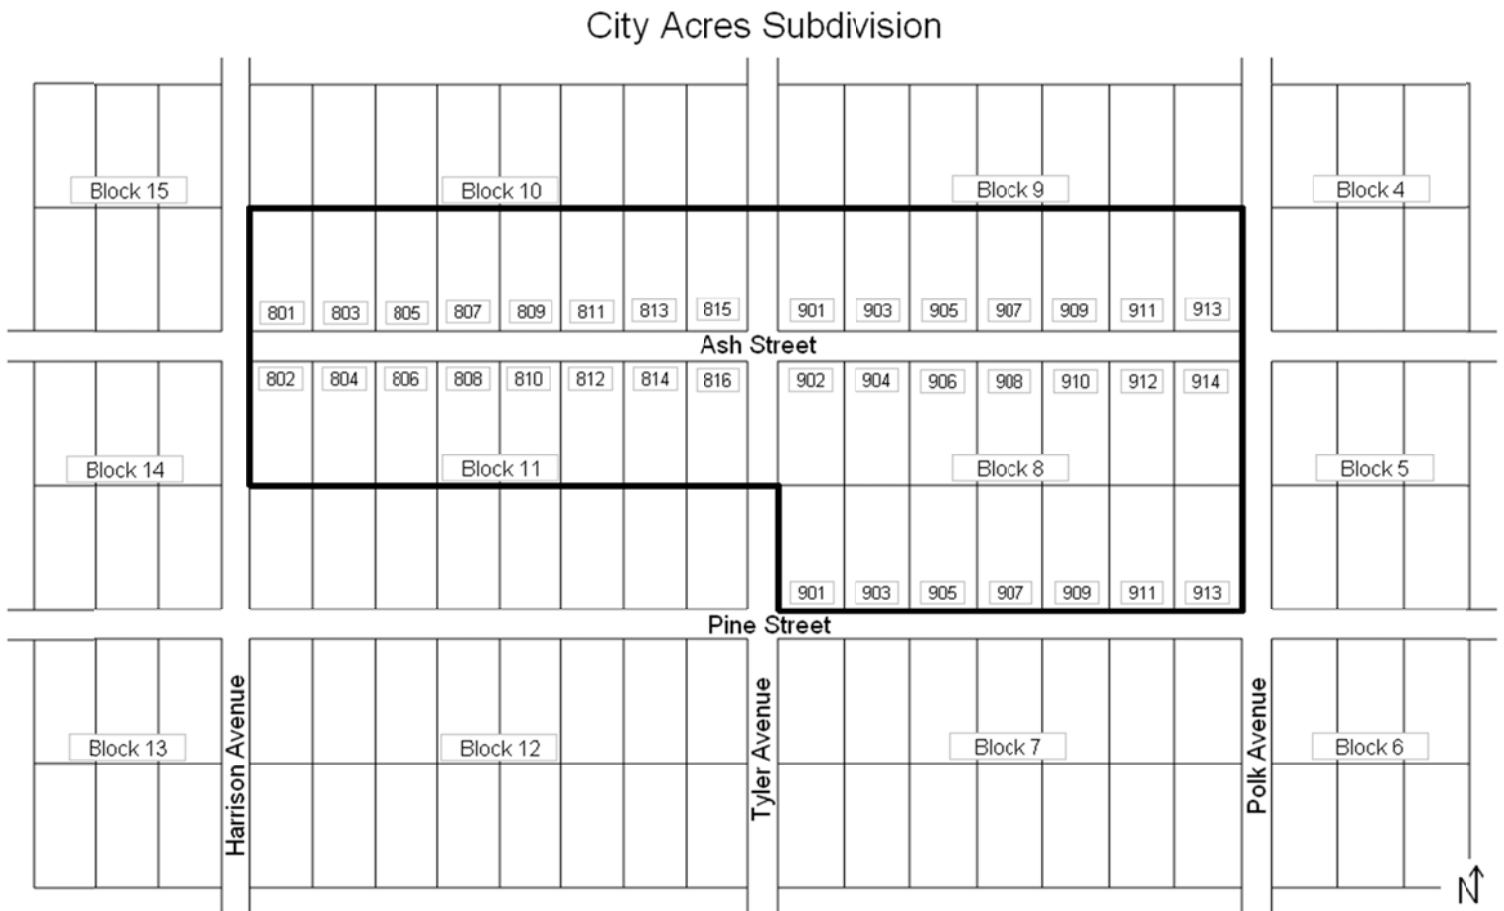 City Acres Subdivision
Block 15
Block 10
Block 9
Block 4
801 803 805 807 809 811 813 815 901 903 905 907 909 911 913
Ash Street
802 804 806 808 810 812 814 816 902 904 906 908 910 912 914
Block 14
Block 11
Block 8
Block 5
901 903 905 907 909 911 913
Pine Street
Harrison Avenue
Tyler Avenue
Polk Avenue
Block 13
Block 12
Block 7
Block 6
N